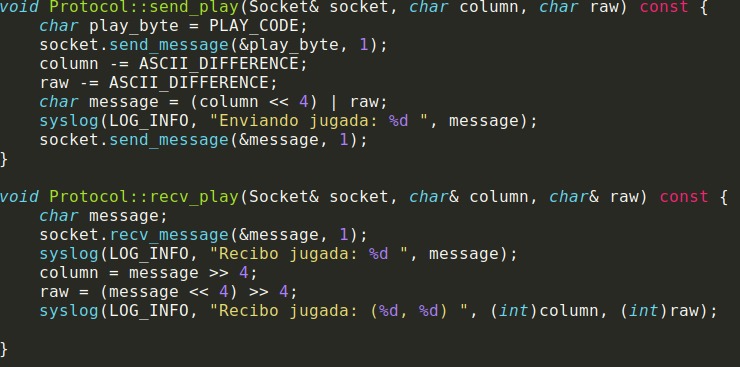 void Protocol::send_play(Socket& socket, char column, char raw) const {
    char play_byte = PLAY_CODE;
    socket.send_message(&play_byte, 1);
    column -= ASCII_DIFFERENCE;
    raw -= ASCII_DIFFERENCE;
    char message = (column << 4) | raw;
    syslog(LOG_INFO, "Enviando jugada: %d ", message);
    socket.send_message(&message, 1);
}
void Protocol::recv_play(Socket& socket, char& column, char& raw) const {
    char message;
    socket.recv_message(&message, 1);
    syslog(LOG_INFO, "Recibo jugada: %d ", message);
    column = message >> 4;
    raw = (message << 4) >> 4;
    syslog(LOG_INFO, "Recibo jugada: (%d, %d) ", (int)column, (int)raw);
}